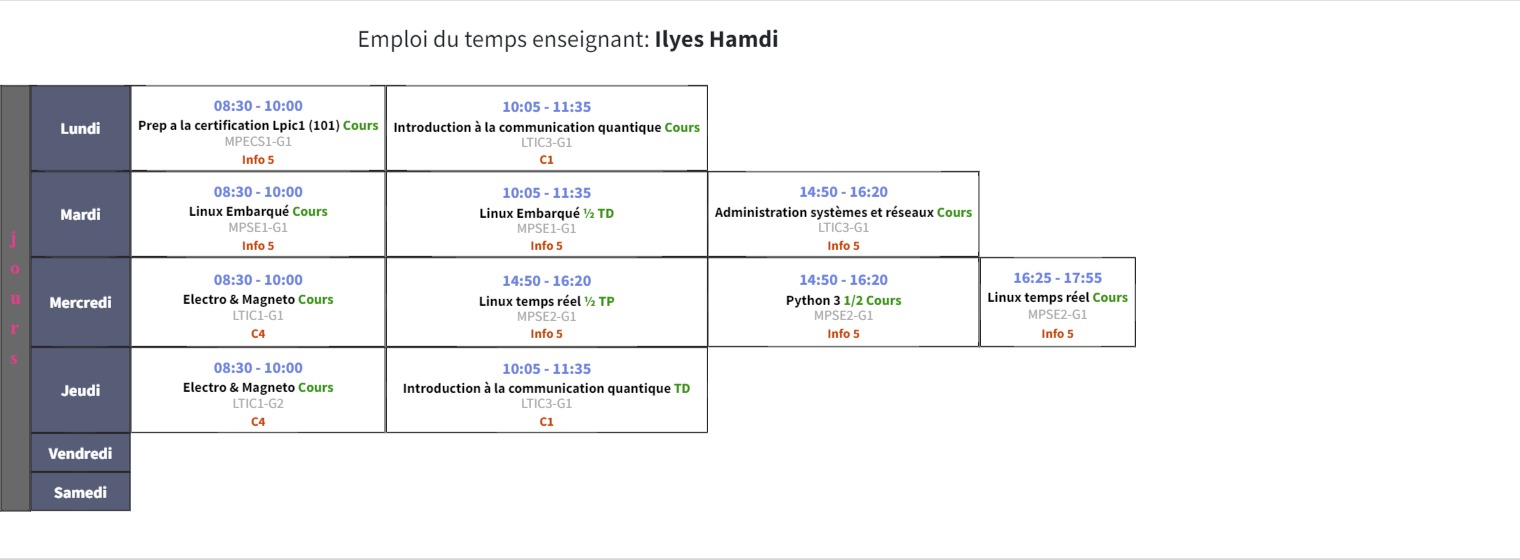 Emploi du temps enseignant: Ilyes Hamdi
jours
Lundi
08:30 - 10:00
Prep a la certification Lpic1 (101) Cours
MPECS1-G1
Info 5
10:05 - 11:35
Introduction à la communication quantique Cours
LTIC3-G1
C1
Mardi
08:30 - 10:00
Linux Embarqué Cours
MPSE1-G1
Info 5
10:05 - 11:35
Linux Embarqué ½ TD
MPSE1-G1
Info 5
14:50 - 16:20
Administration systèmes et réseaux Cours
LTIC3-G1
Info 5
Mercredi
08:30 - 10:00
Electro & Magneto Cours
LTIC1-G1
C4
14:50 - 16:20
Linux temps réel ½ TP
MPSE2-G1
Info 5
14:50 - 16:20
Python 3 1/2 Cours
MPSE2-G1
Info 5
16:25 - 17:55
Linux temps réel Cours
MPSE2-G1
Info 5
Jeudi
08:30 - 10:00
Electro & Magneto Cours
LTIC1-G2
C4
10:05 - 11:35
Introduction à la communication quantique TD
LTIC3-G1
C1
Vendredi
Samedi